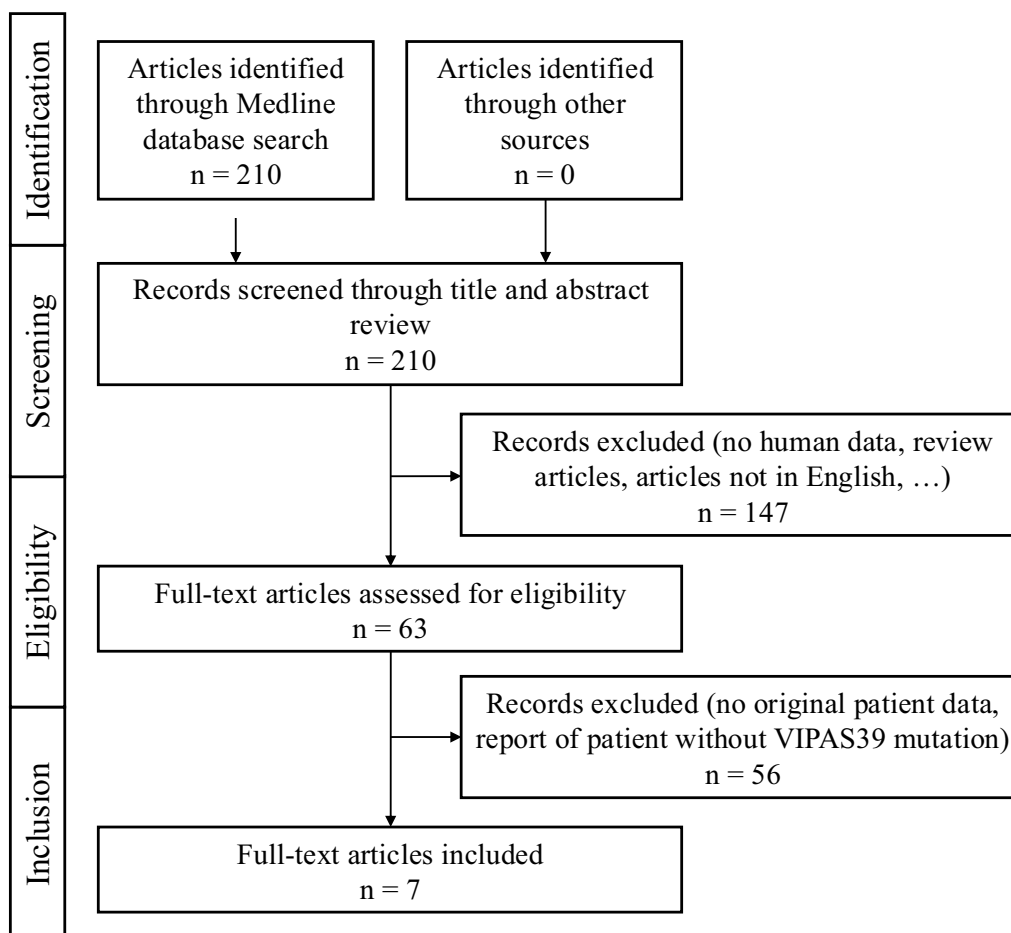 Identification
Articles identified
through Medline
database search
n = 210
Articles identified
through other
sources
n = 0
Screening
Records screened through title and abstract
review
n = 210
Records excluded (no human data, review
articles, articles not in English, …)
n = 147
Eligibility
Full-text articles assessed for eligibility
n = 63
Records excluded (no original patient data,
report of patient without VIPAS39 mutation)
n = 56
Inclusion
Full-text articles included
n = 7